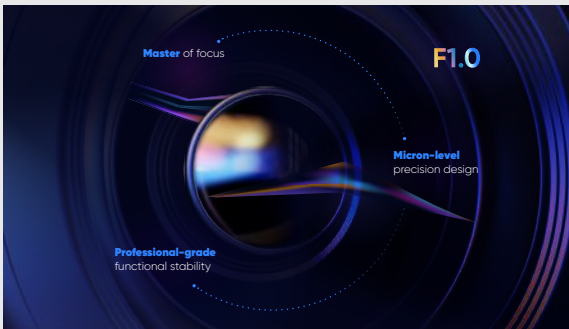 Master of focus
F1.0
Micron-level
precision design
Professional-grade
functional stability